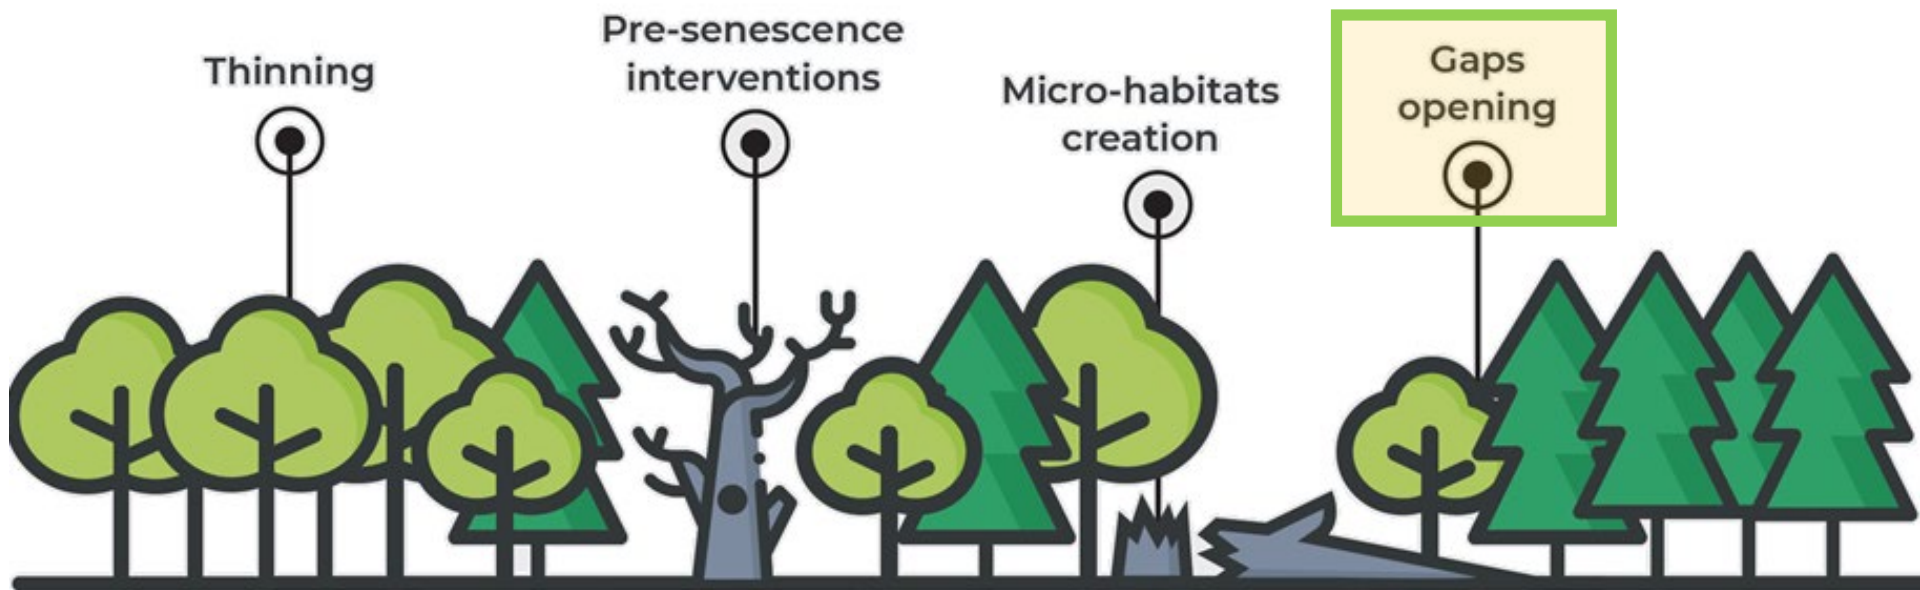 Thinning
Pre-senescence
interventions
Micro-habitats
creation
Gaps
opening